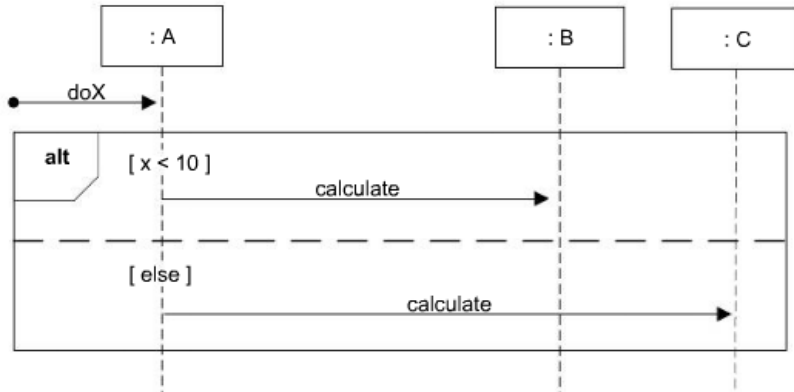 : A
: B
: C
doX
alt
[ x < 10 ]
calculate
[ else ]
calculate